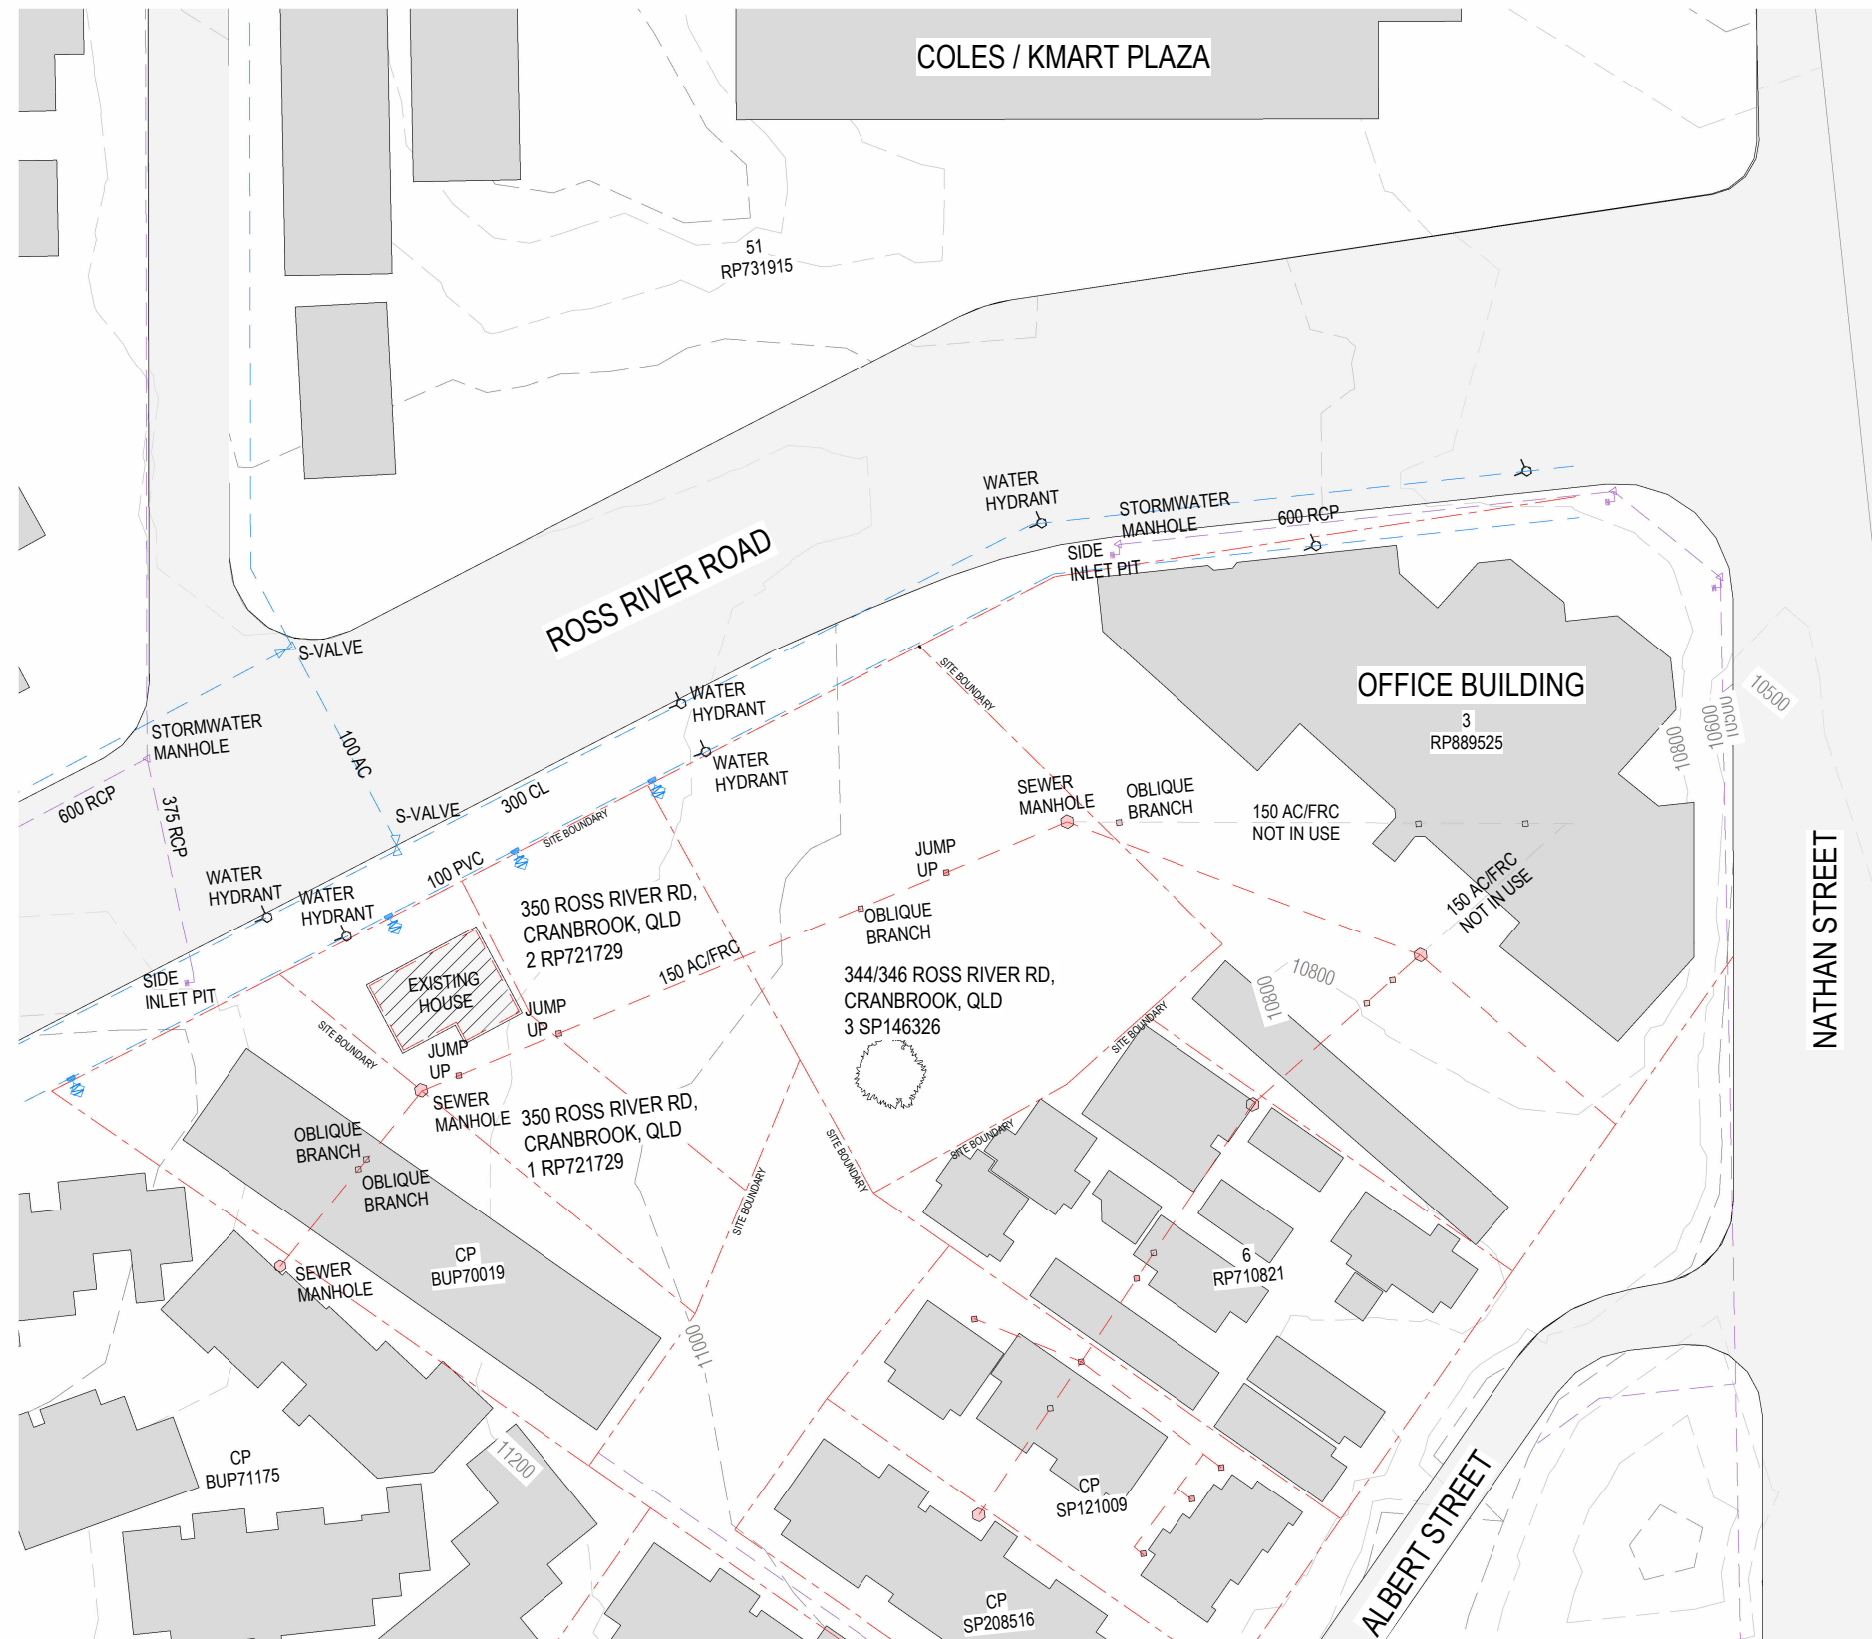 COLES / KMART PLAZA
51
RP731915
WATER
HYDRANT
STORMWATER
MANHOLE
600 RCP
SIDE
INLET PIT
ROSS RIVER ROAD
S-VALVE
SITE BOUNDARY
OFFICE BUILDING
3
RP889525
10500
10600
10800
WATER
HYDRANT
STORMWATER
MANHOLE
100 AC
WATER
HYDRANT
600 RCP
375 RCP
S-VALVE
300 CL
SITE BOUNDARY
SEWER
MANHOLE
OBLIQUE
BRANCH
150 AC/FRC
NOT IN USE
NATHAN STREET
100 PVC
JUMP
UP
WATER
HYDRANT
WATER
HYDRANT
350 ROSS RIVER RD,
CRANBROOK, QLD
2 RP721729
OBLIQUE
BRANCH
150 AC/FRC
NOT IN USE
150 AC/FRC
SIDE
INLET PIT
EXISTING
HOUSE
344/346 ROSS RIVER RD,
CRANBROOK, QLD
3 SP146326
10800
10800
JUMP
UP
SITE BOUNDARY
SITE BOUNDARY
JUMP
UP
SEWER
MANHOLE
350 ROSS RIVER RD,
CRANBROOK, QLD
1 RP721729
OBLIQUE
BRANCH
OBLIQUE
BRANCH
SITE BOUNDARY
SITE BOUNDARY
SITE BOUNDARY
CP
BUP70019
6
RP710821
SEWER
MANHOLE
11000
11200
CP
BUP71175
CP
SP121009
ALBERT STREET
CP
SP208516